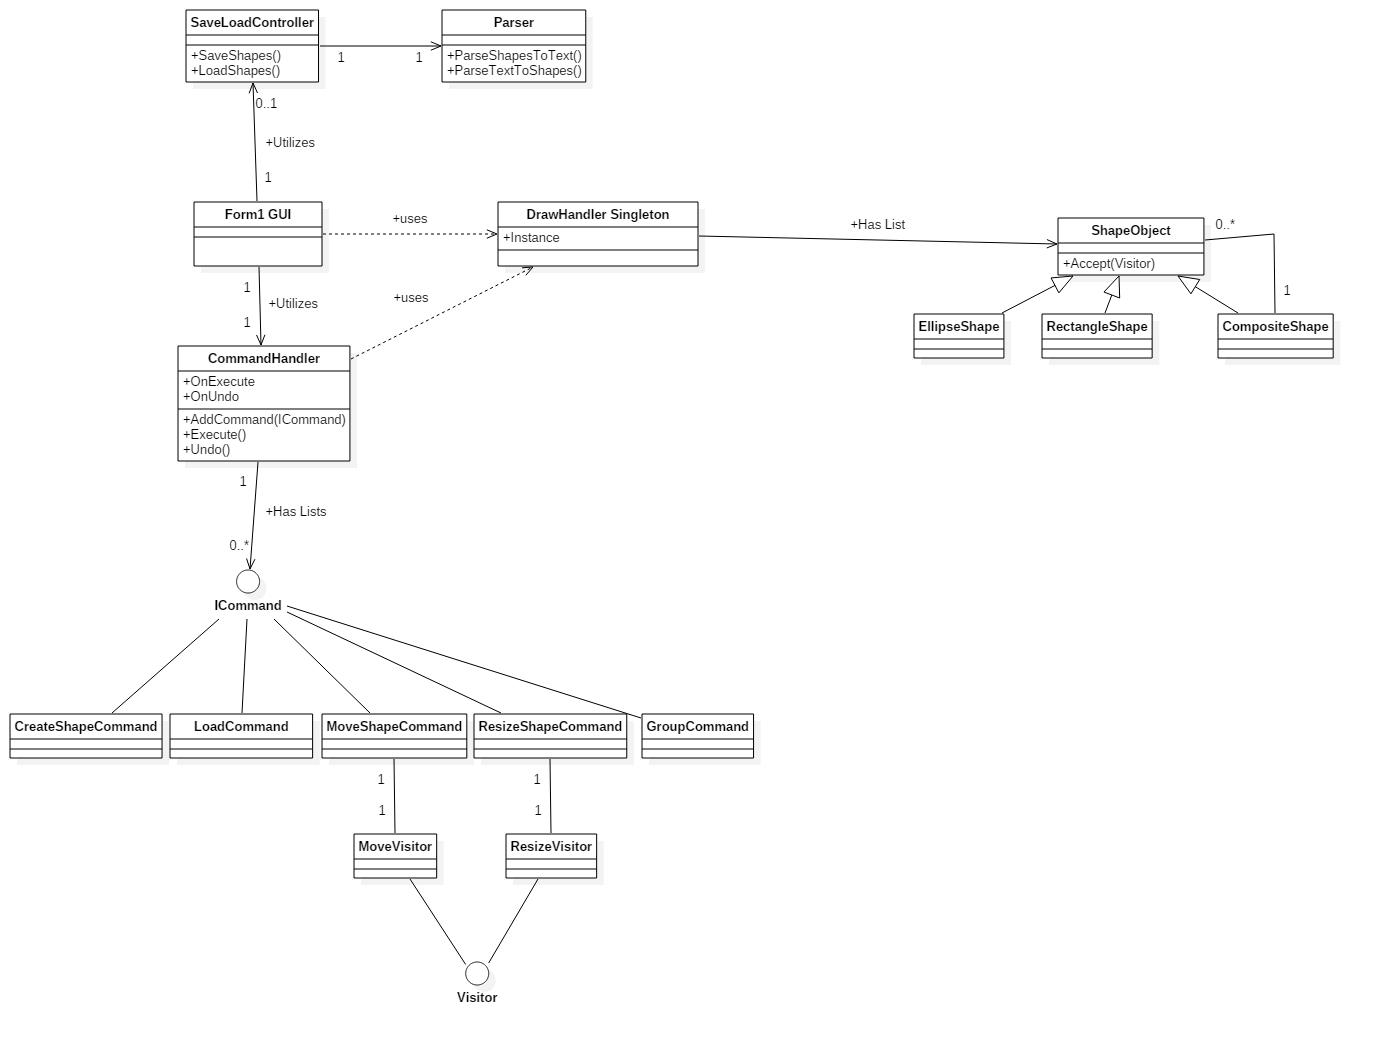 SaveLoadController
+SaveShapes()
+LoadShapes()
Parser
+ParseShapesToText()
+ParseTextToShapes()
1
1
0..1
+Utilizes
1
Form1 GUI
+uses
DrawHandler Singleton
+Instance
+Has List
ShapeObject
+Accept(Visitor)
0..*
1
EllipseShape
RectangleShape
CompositeShape
1
+Utilizes
1
+uses
CommandHandler
+OnExecute
+OnUndo
+AddCommand(ICommand)
+Execute()
+Undo()
1
+Has Lists
0..*
ICommand
CreateShapeCommand
LoadCommand
MoveShapeCommand
ResizeShapeCommand
GroupCommand
1
1
1
1
MoveVisitor
ResizeVisitor
Visitor